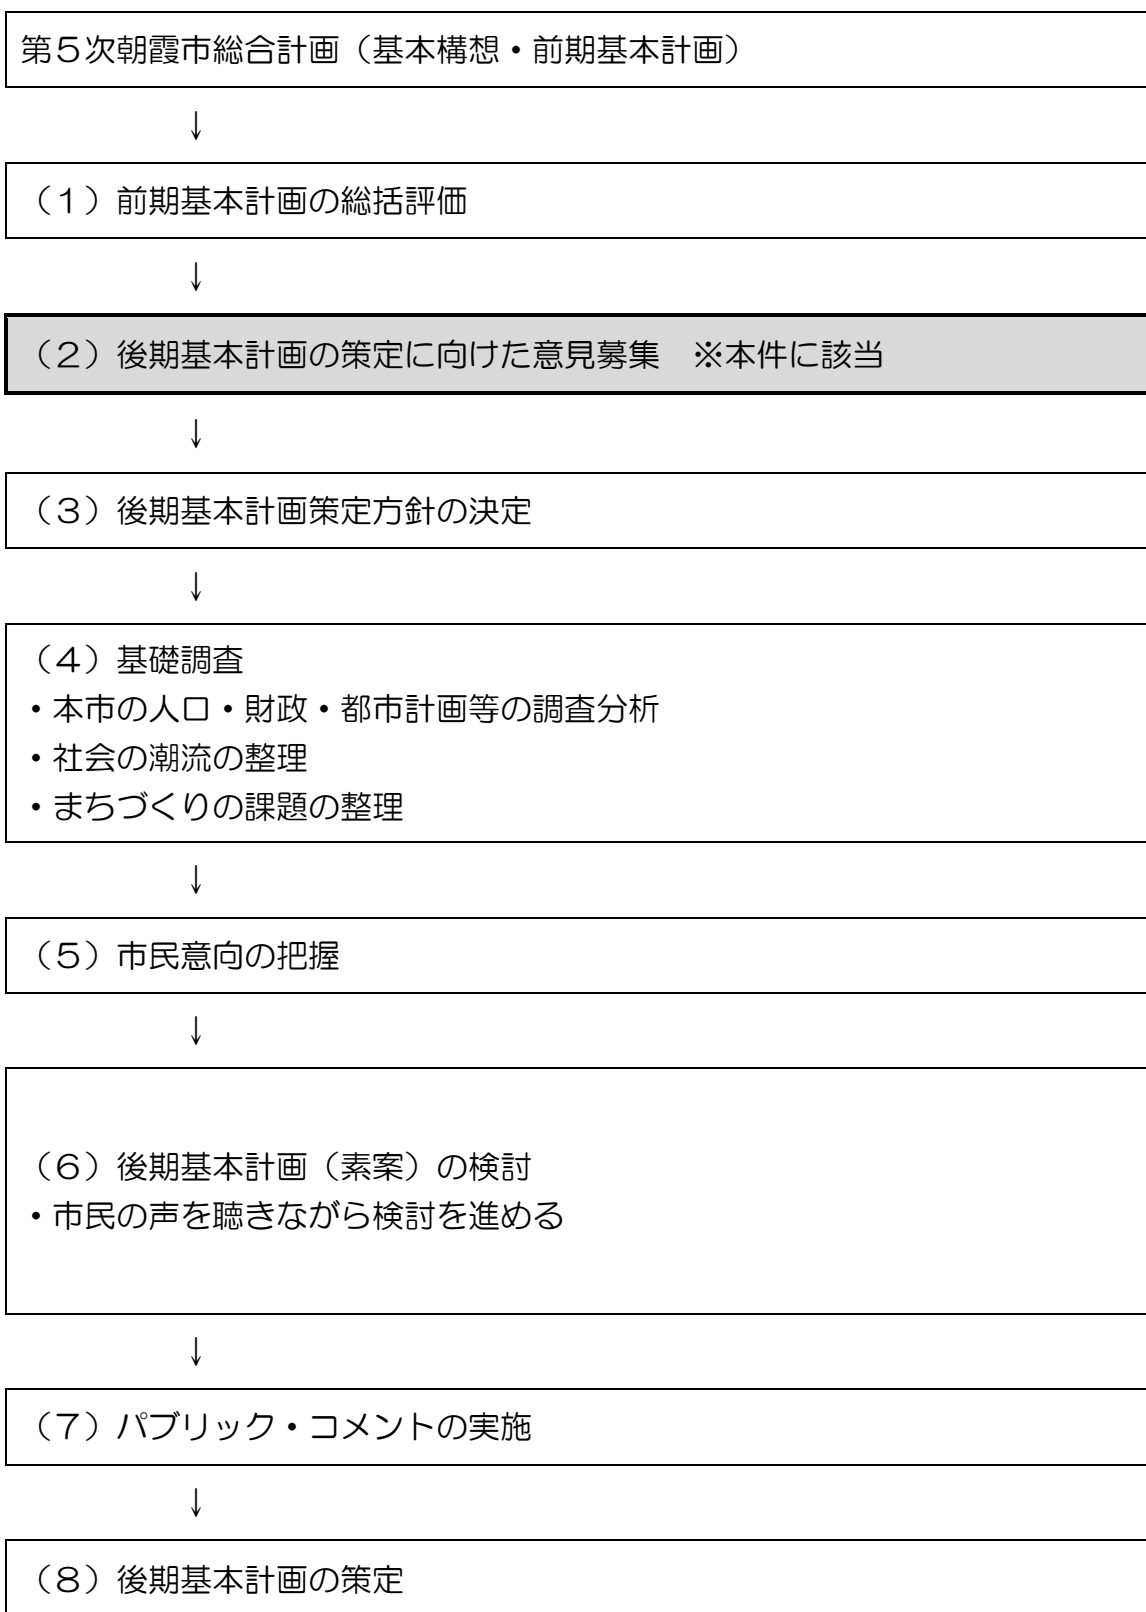 第5次朝霞市総合計画（基本構想・前期基本計画）
↓
（1）前期基本計画の総括評価
↓
（2）後期基本計画の策定に向けた意見募集　※本件に該当
↓
（3）後期基本計画策定方針の決定
↓
（4）基礎調査
・本市の人口・財政・都市計画等の調査分析
・社会の潮流の整理
・まちづくりの課題の整理
↓
（5）市民意向の把握
↓
（6）後期基本計画（素案）の検討
・市民の声を聴きながら検討を進める
↓
（7）パブリック・コメントの実施
↓
（8）後期基本計画の策定